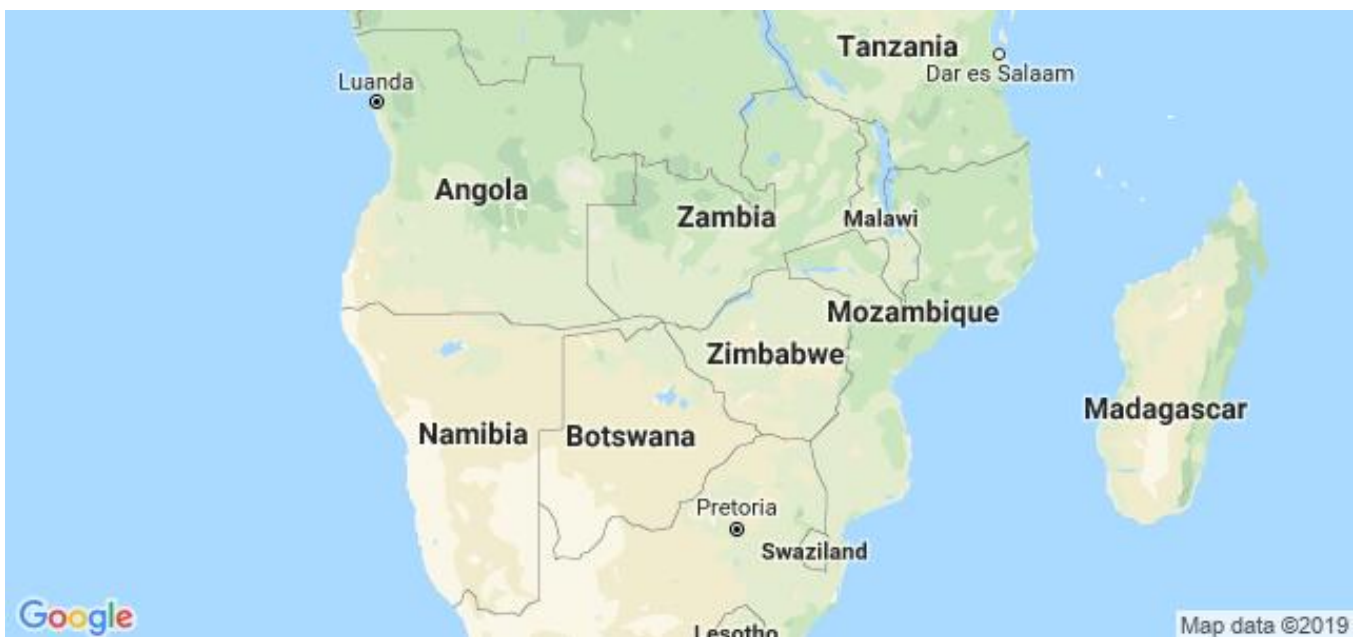 Tanzania
Dar es Salaam
Luanda
Angola
Zambia
Malawi
Mozambique
Zimbabwe
Madagascar
Namibia
Botswana
Pretoria
Swaziland
Lesotho
Google
Map data ©2019